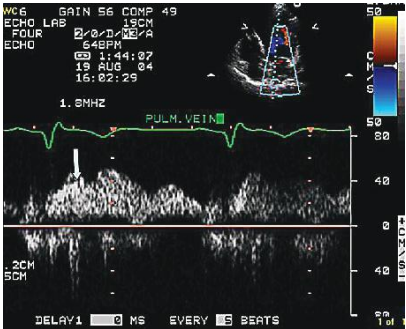 WC6 GAIN 56 COMP 49
ECHO LAB 19CM
FOUR 2/0/D/M3/A
ECHO 64BPM
1:44:07
19 AUG 04
16:02:29
1.8MHZ
PULM.VEIN
50
50
80
40
40
80
+
C
M
/
S
-
.2CM
5CM
DELAY1 0 MS EVERY 5 BEATS
1 of 1